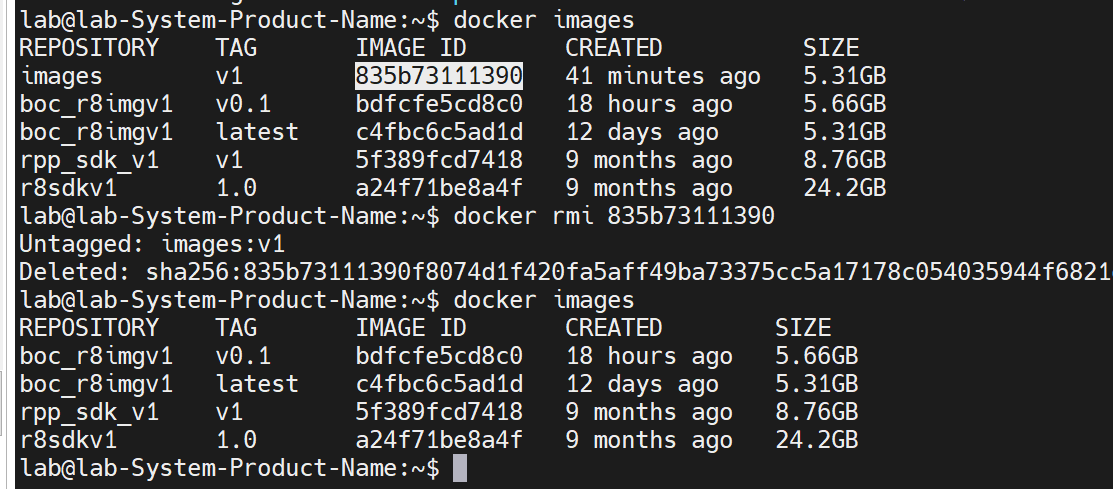 lab@lab-System-Product-Name:~$ docker images
REPOSITORY    TAG       IMAGE ID       CREATED          SIZE
images        v1        835b73111390   41 minutes ago   5.31GB
boc_r8imgv1   v0.1      bdfcfe5cd8c0   18 hours ago     5.66GB
boc_r8imgv1   latest    c4fbc6c5ad1d   12 days ago      5.31GB
rpp_sdk_v1    v1        5f389fcd7418   9 months ago     8.76GB
r8sdkv1       1.0       a24f71be8a4f   9 months ago     24.2GB
lab@lab-System-Product-Name:~$ docker rmi 835b73111390
Untagged: images:v1
Deleted: sha256:835b73111390f8074d1f420fa5aff49ba73375cc5a17178c054035944f6821
lab@lab-System-Product-Name:~$ docker images
REPOSITORY    TAG       IMAGE ID       CREATED        SIZE
boc_r8imgv1   v0.1      bdfcfe5cd8c0   18 hours ago   5.66GB
boc_r8imgv1   latest    c4fbc6c5ad1d   12 days ago    5.31GB
rpp_sdk_v1    v1        5f389fcd7418   9 months ago   8.76GB
r8sdkv1       1.0       a24f71be8a4f   9 months ago   24.2GB
lab@lab-System-Product-Name:~$